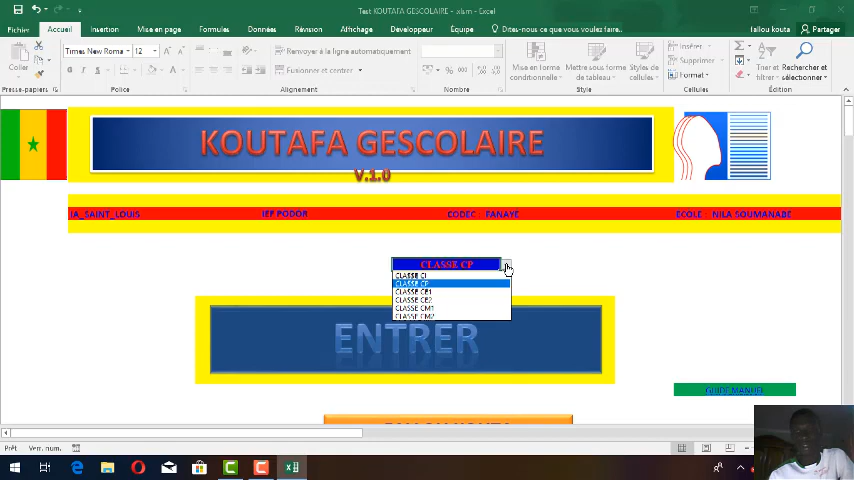 Test KOUTAFA GESCOLAIRE - .xlsm - Excel
Fichier Accueil Insertion Mise en page Formules Données Révision Affichage Développeur Équipe Dites-nous ce que vous voulez faire.. Tallou kouta Partager
Coller
Times New Roma 12
Renvoyer à la ligne automatiquement
G I S
Fusionner et centrer
% 000
Mise en forme conditionnelle
Mettre sous forme de tableau
Styles de cellules
Insérer
Supprimer
Format
Rechercher et sélectionner
Presse-papiers Police Alignement Nombre Style Cellules Édition
KOUTAFA GESCOLAIRE
V.1.0
IA_SAINT_LOUIS IEF PODOR CODEC : FANAYE ECOLE : NILA SOUMANABE
CLASSE CP
CLASSE CI
CLASSE CP
CLASSE CE1
CLASSE CE2
CLASSE CM1
CLASSE CM2
ENTRER
GUIDE MANUEL
Prêt Verr. num.